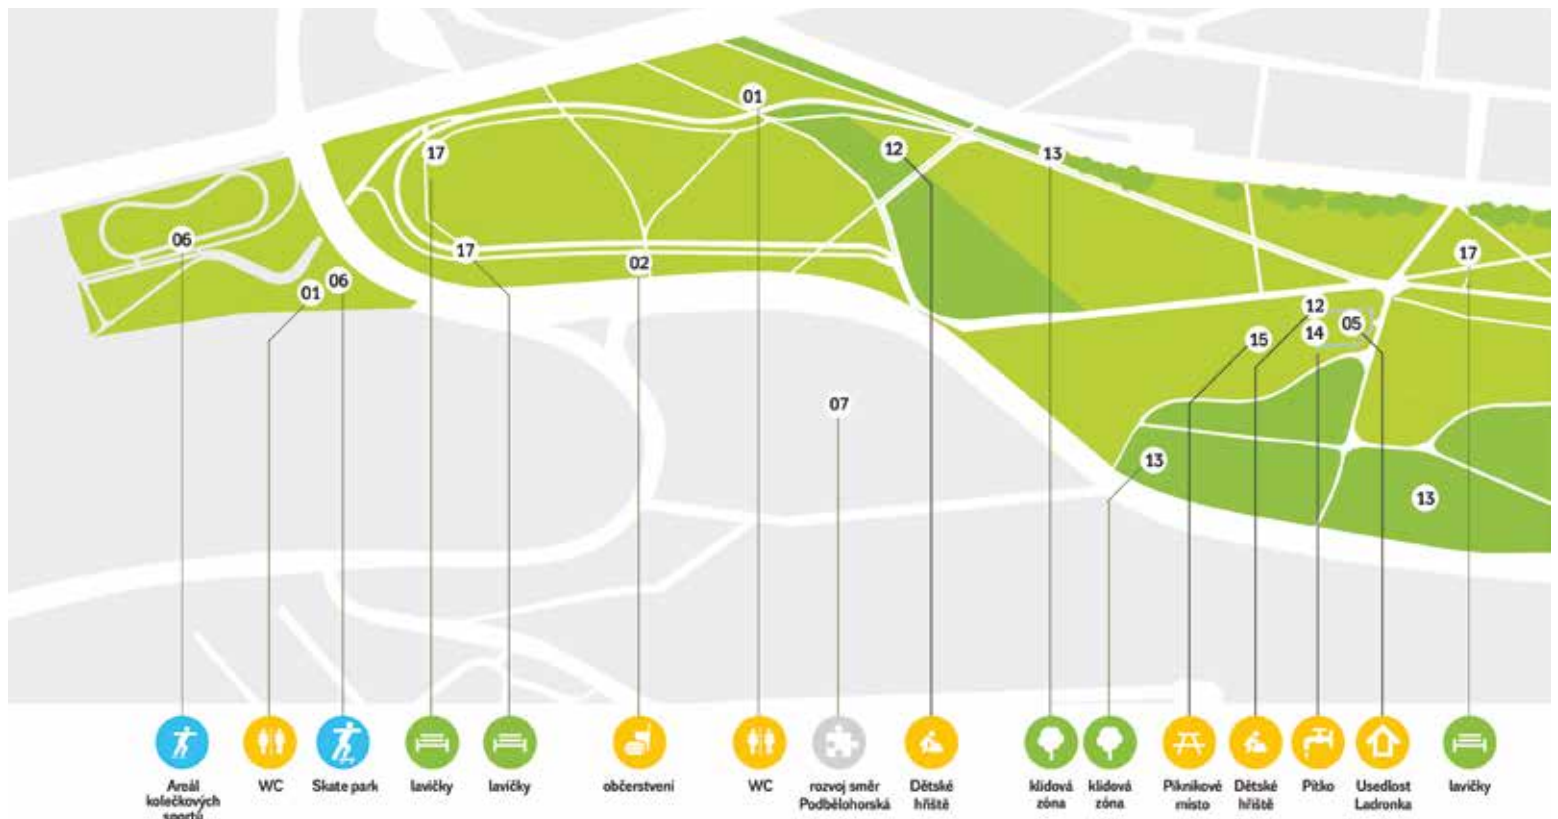 01
17
12
13
06
17
02
17
01
06
12
05
14
15
07
13
13
Areál
kolečkových
sportů
WC
Skate park
lavičky
lavičky
občerstvení
WC
rozvoj směr
Podbělohorská
Dětské
hřiště
klidová
zóna
klidová
zóna
Piknikové
místo
Dětské
hřiště
Pítko
Usedlost
Ladronka
lavičky